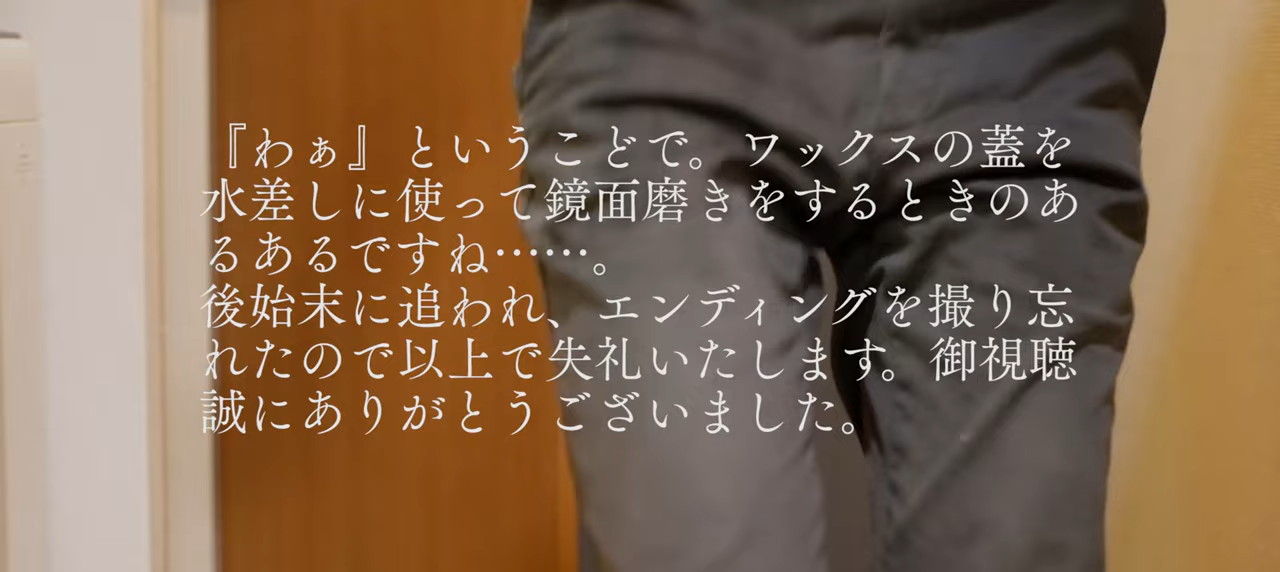 『わぁ』ということで。ワックスの蓋を
水差しに使って鏡面磨きをするときのあ
るあるですね……。
後始末に追われ、エンディングを撮り忘
れたので以上で失礼いたします。御視聴
誠にありがとうございました。